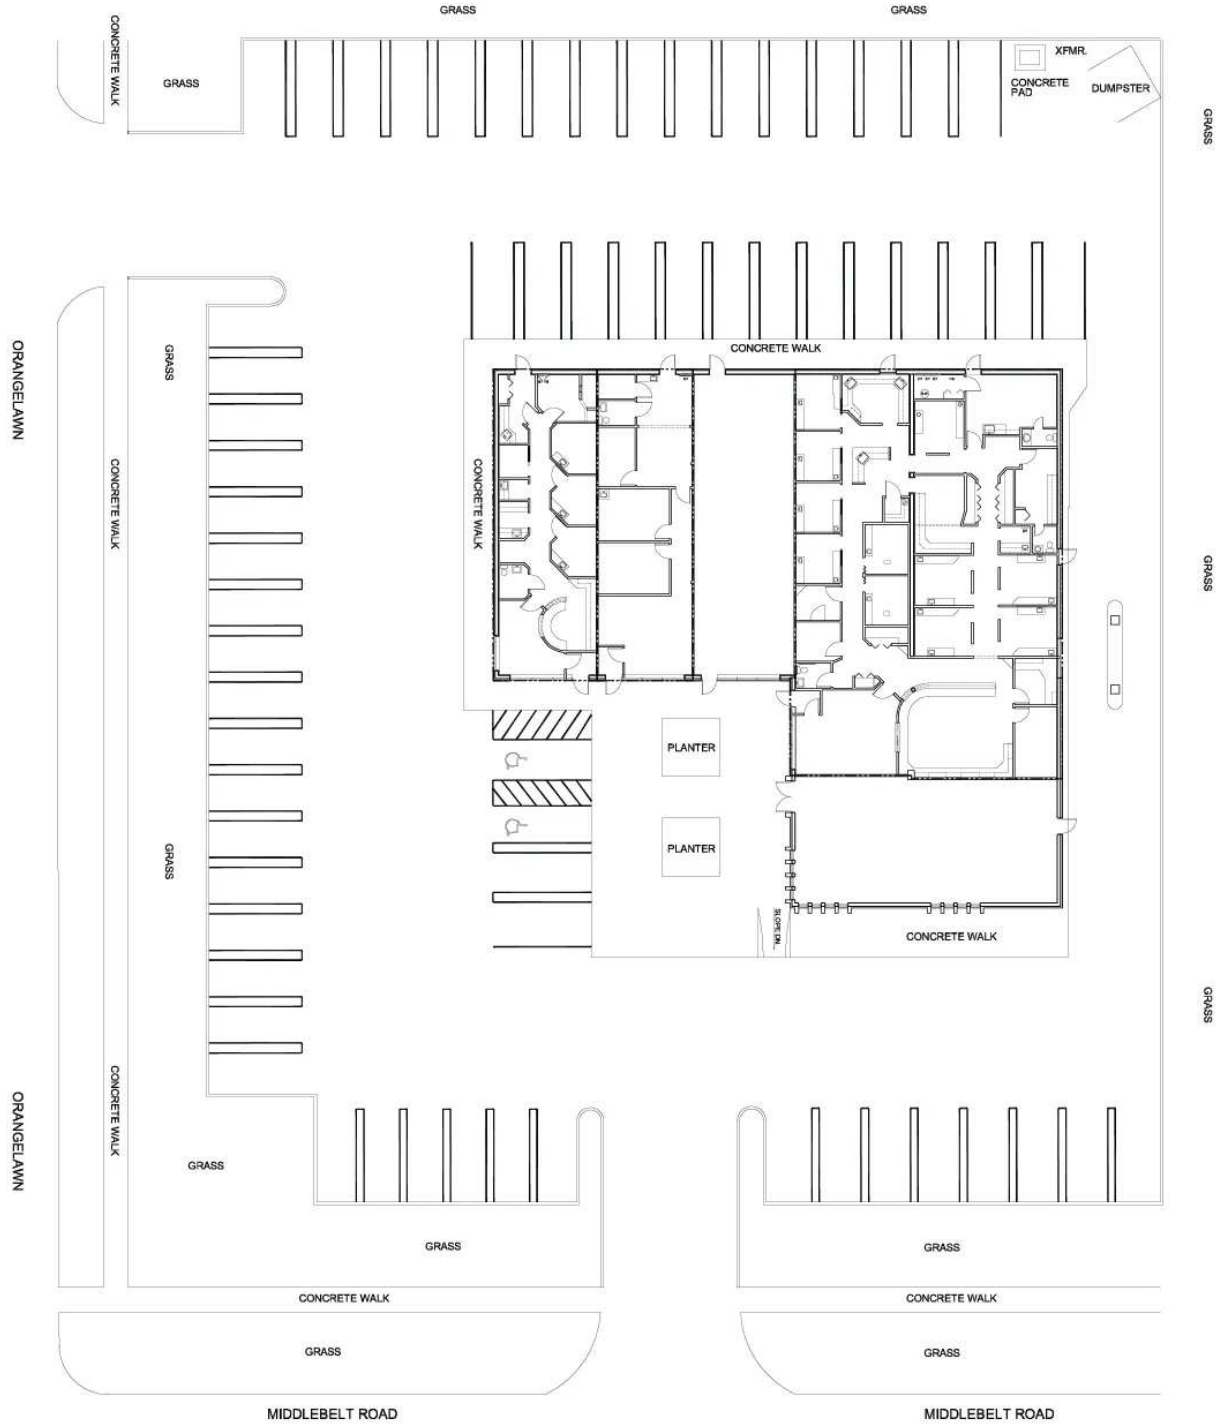 GRASS
GRASS
CONCRETE WALK
GRASS
XFMR.
CONCRETE
PAD
DUMPSTER
GRASS
ORANGELAWN
GRASS
CONCRETE WALK
CONCRETE WALK
CONCRETE WALK
GRASS
PLANTER
PLANTER
GRASS
SLOPE DN.
CONCRETE WALK
GRASS
ORANGELAWN
CONCRETE WALK
GRASS
GRASS
GRASS
CONCRETE WALK
CONCRETE WALK
GRASS
GRASS
MIDDLEBELT ROAD
MIDDLEBELT ROAD